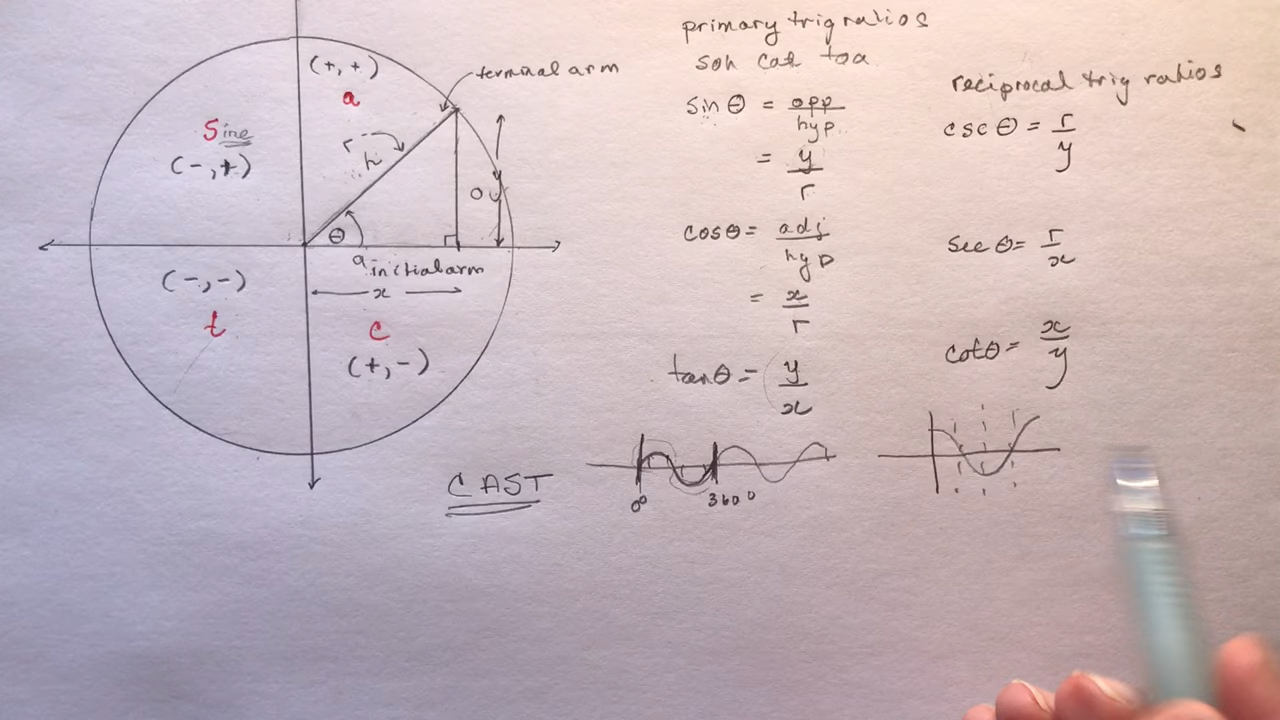 (+, +)
a
terminal arm
Sine
(-, +)
r
h
θ
o y
a initial arm
x
(-, -)
t
c
(+, -)
CAST
primary trig ratios
soh cah toa
sin θ = opp
hyp
= y
r
cos θ = adj
hyp
= x
r
tan θ = y
x
0°
360°
reciprocal trig ratios
csc θ = r
y
sec θ = r
x
cot θ = x
y